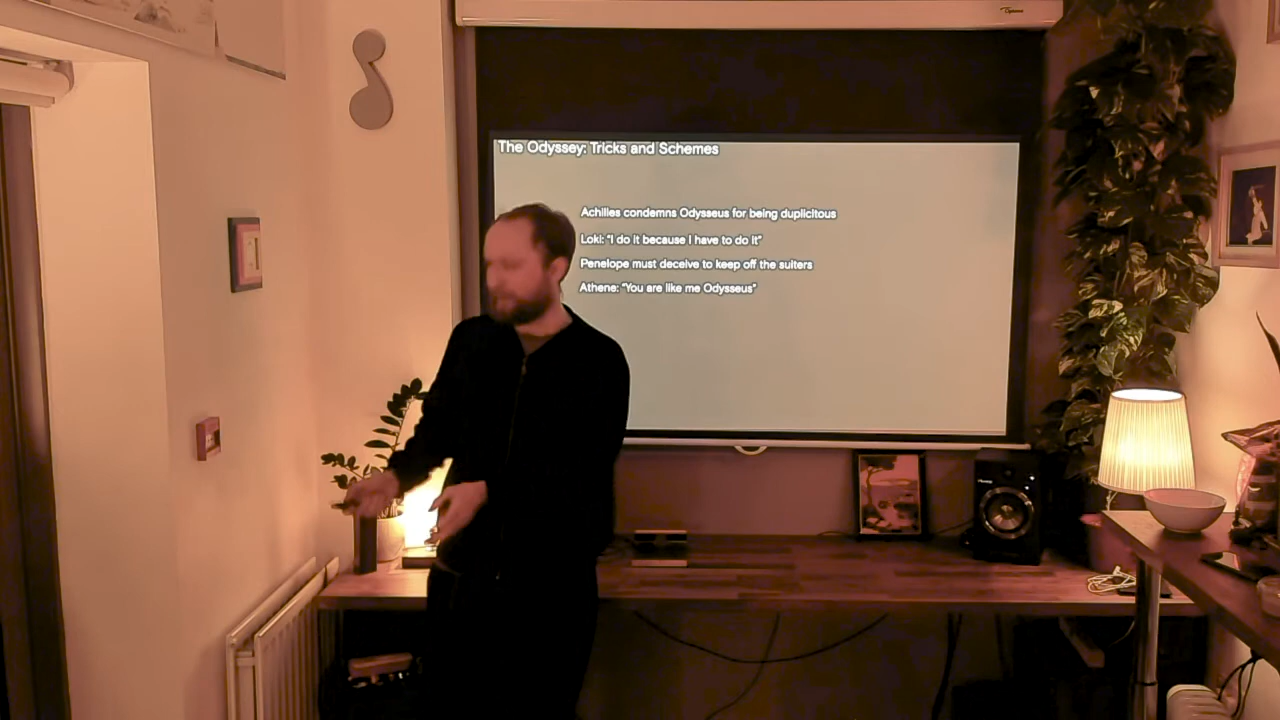 The Odyssey: Tricks and Schemes
Achilles condemns Odysseus for being duplicitous
Loki: “I do it because I have to do it”
Penelope must deceive to keep off the suiters
Athene: “You are like me Odysseus”